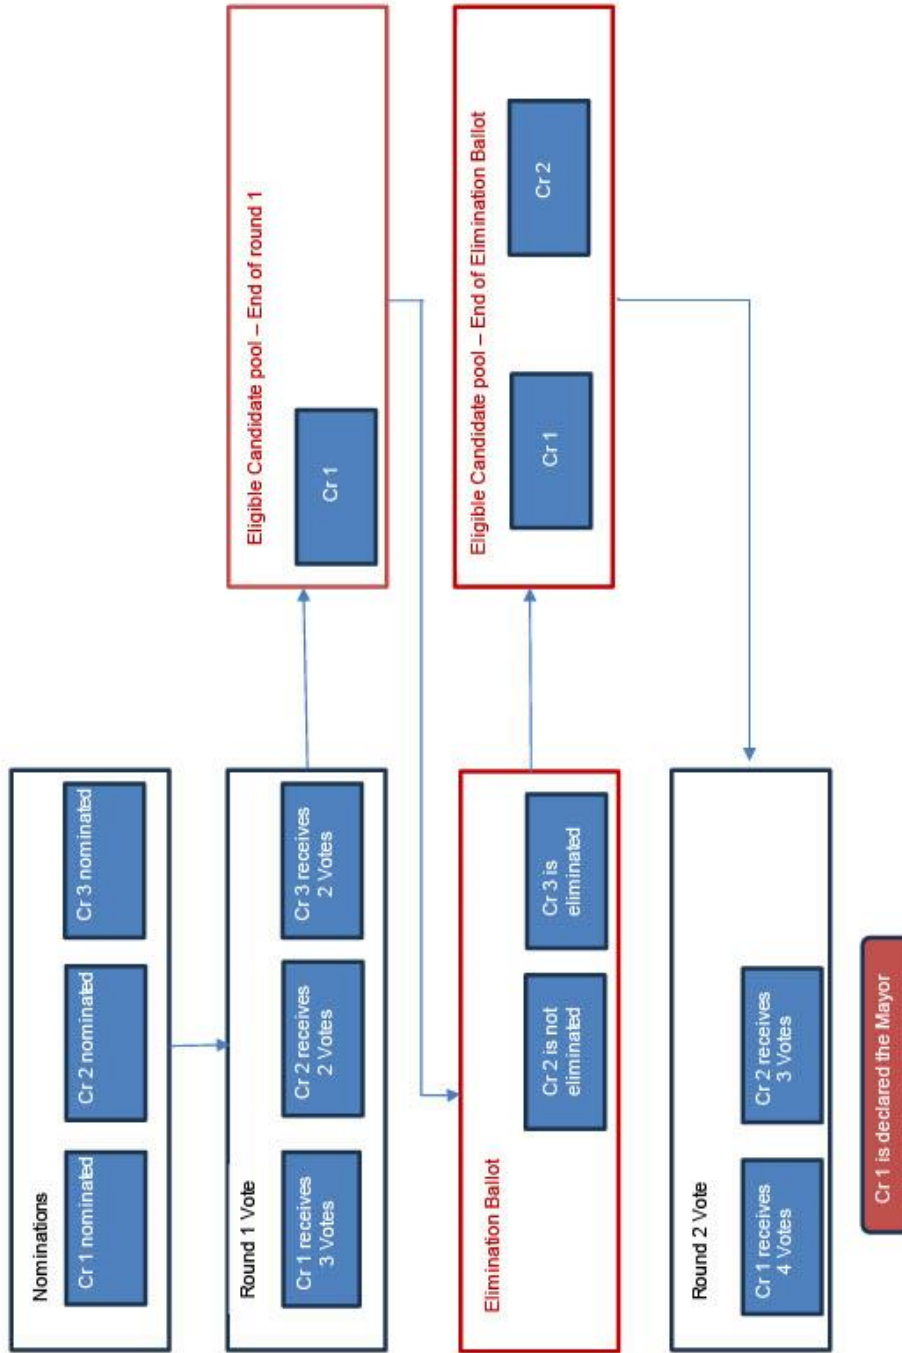 Nominations
Cr 1 nominated
Cr 2 nominated
Cr 3 nominated
Round 1 Vote
Cr 1 receives
3 Votes
Cr 2 receives
2 Votes
Cr 3 receives
2 Votes
Eligible Candidate pool – End of round 1
Cr 1
Elimination Ballot
Cr 2 is not
eliminated
Cr 3 is
eliminated
Eligible Candidate pool – End of Elimination Ballot
Cr 1
Cr 2
Round 2 Vote
Cr 1 receives
4 Votes
Cr 2 receives
3 Votes
Cr 1 is declared the Mayor